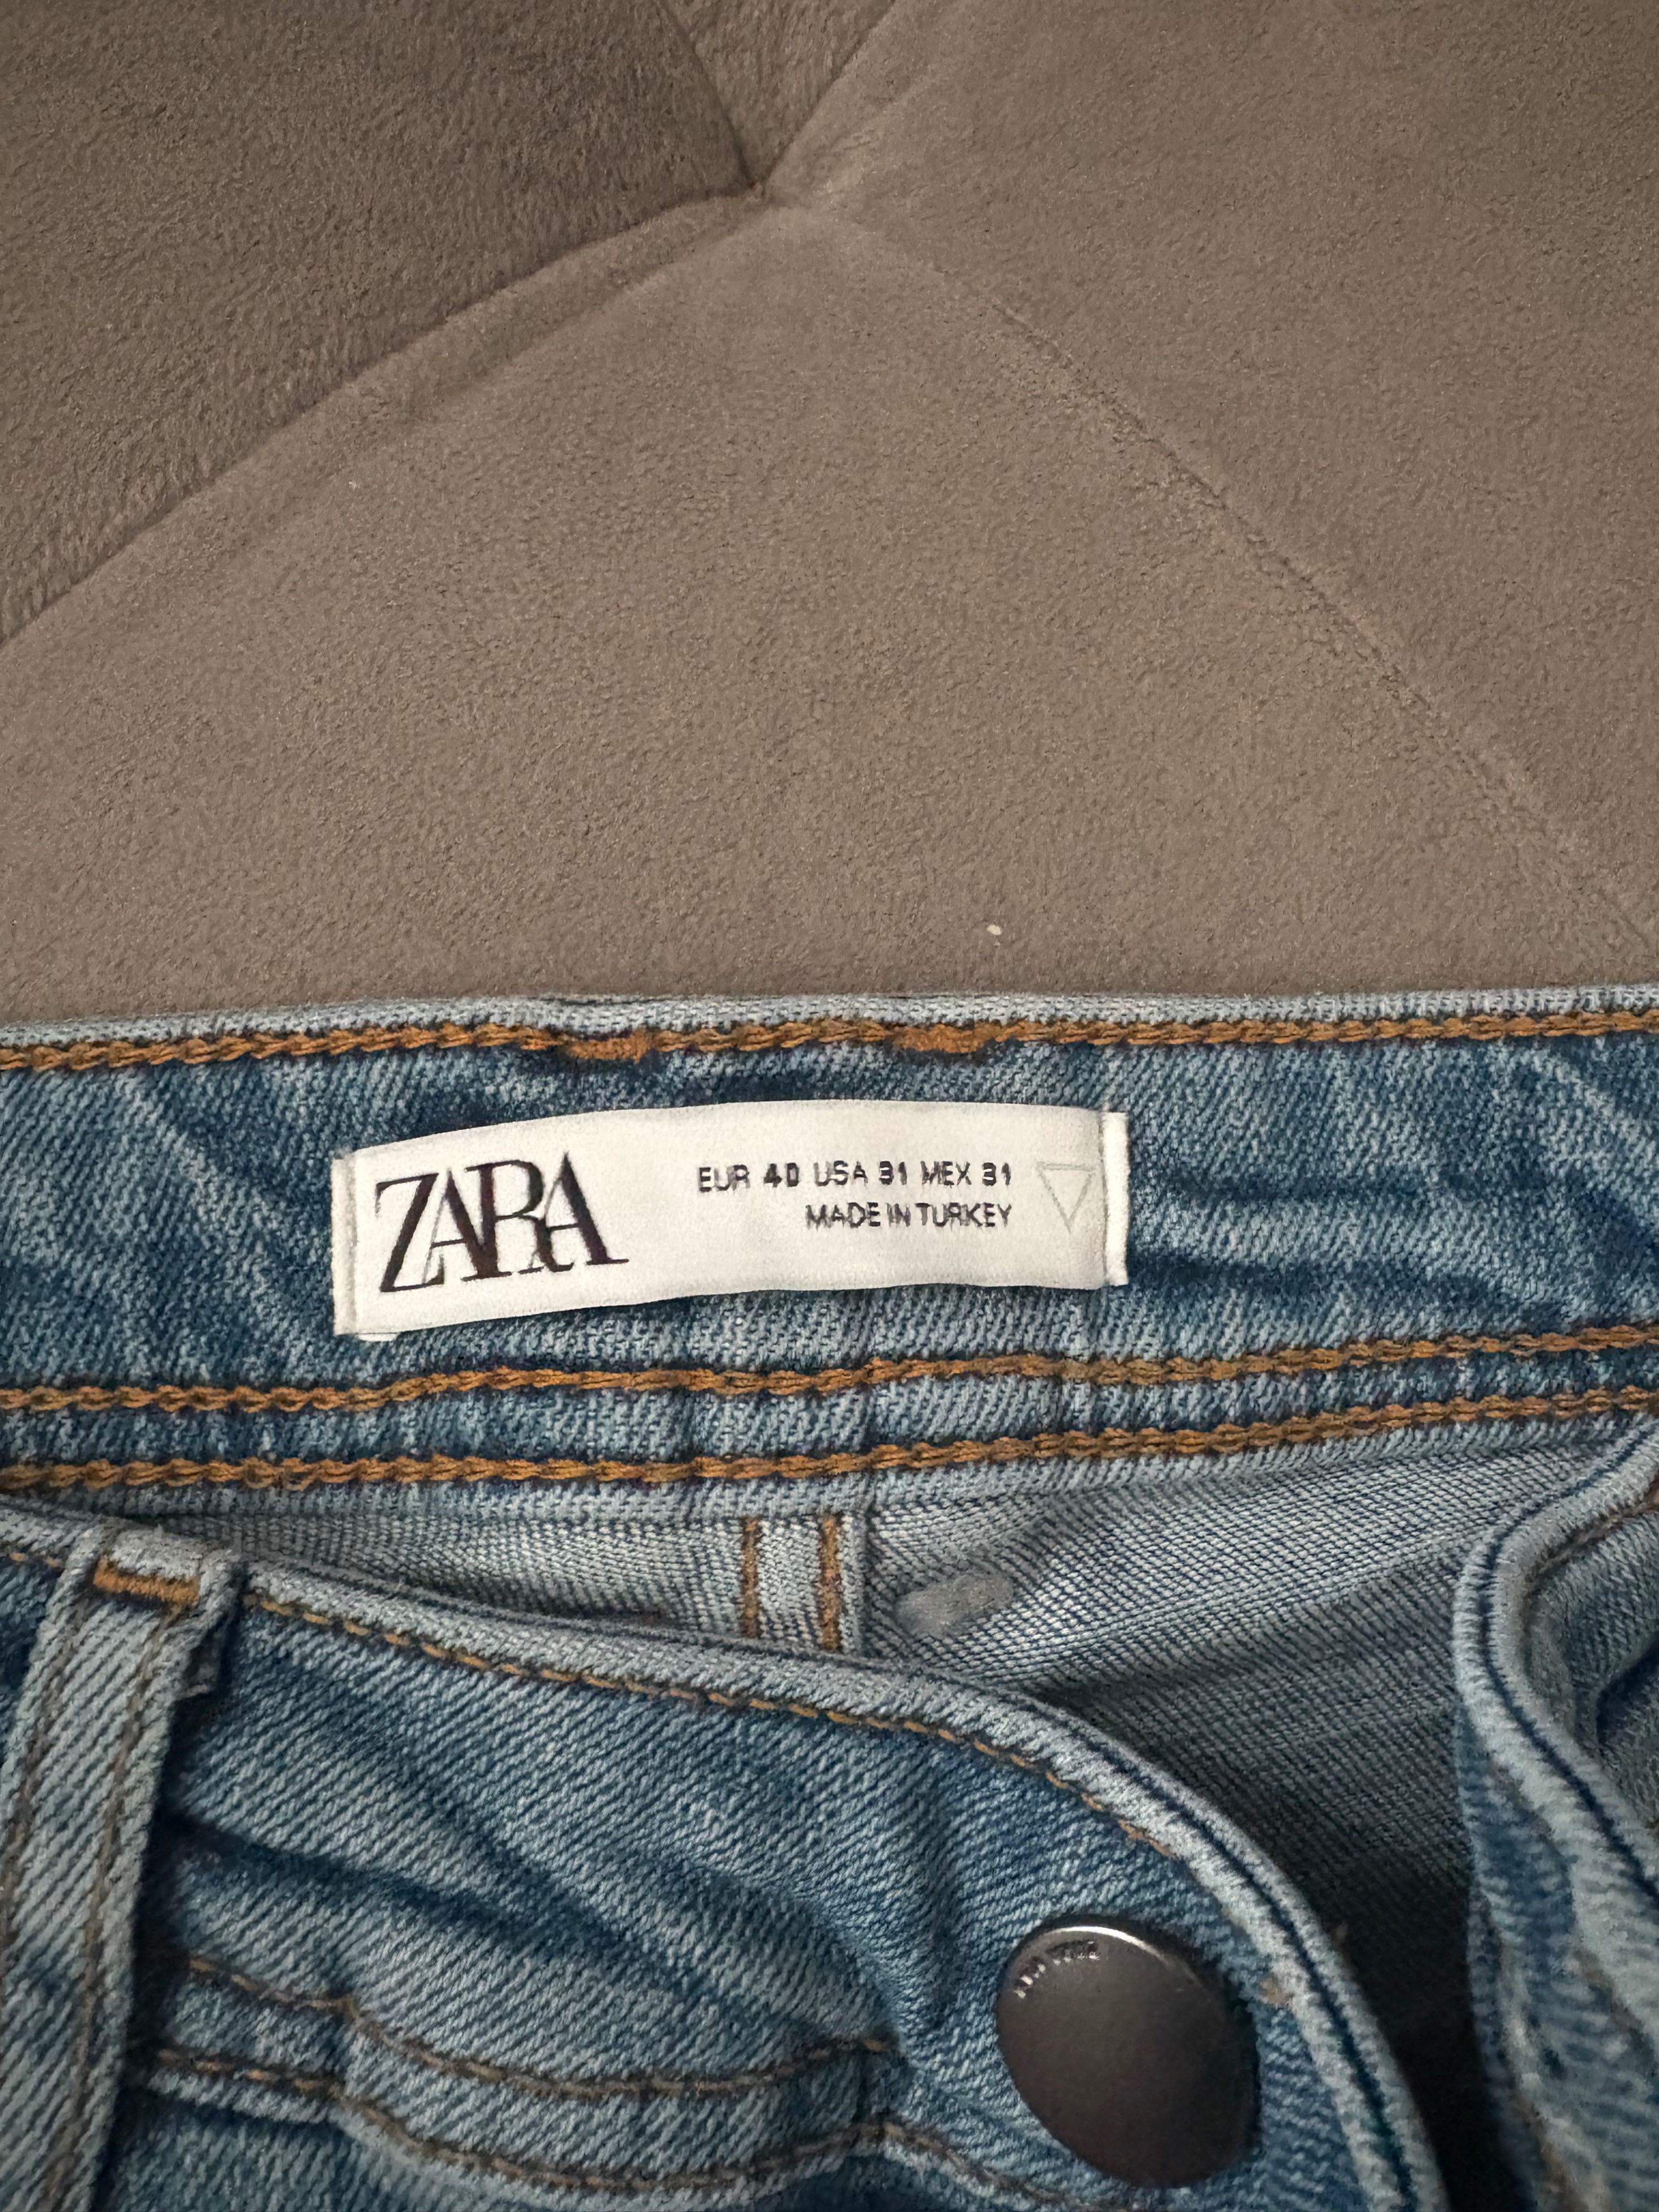 ZARA
EUR 40 USA 31 MEX 31
MADE IN TURKEY